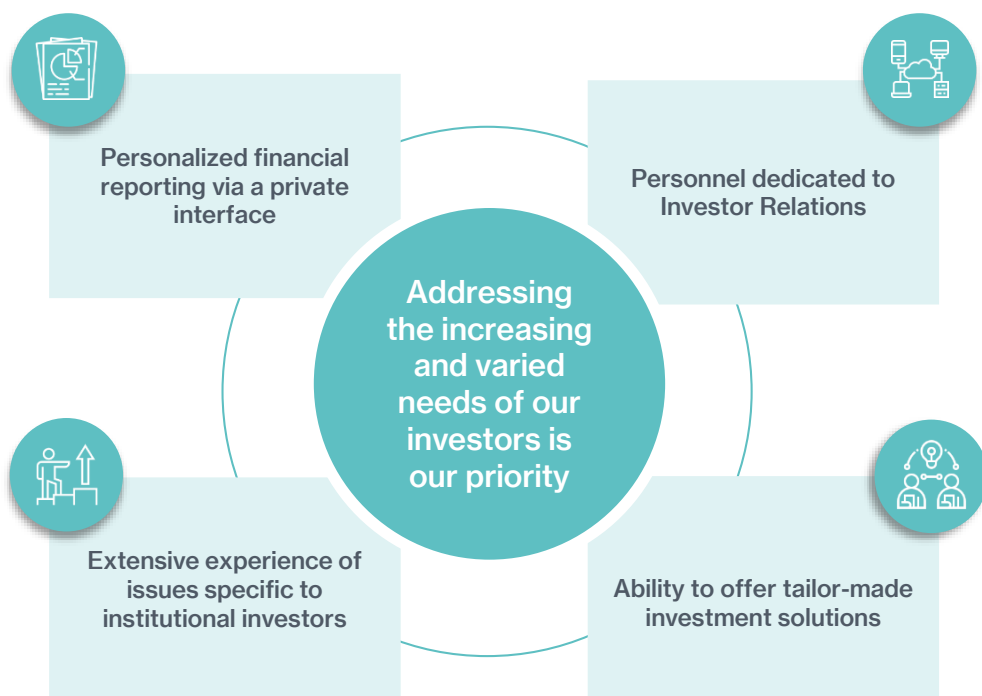 Personalized financial
reporting via a private
interface
Personnel dedicated to
Investor Relations
Addressing
the increasing
and varied
needs of our
investors is
our priority
Extensive experience of
issues specific to
institutional investors
Ability to offer tailor-made
investment solutions